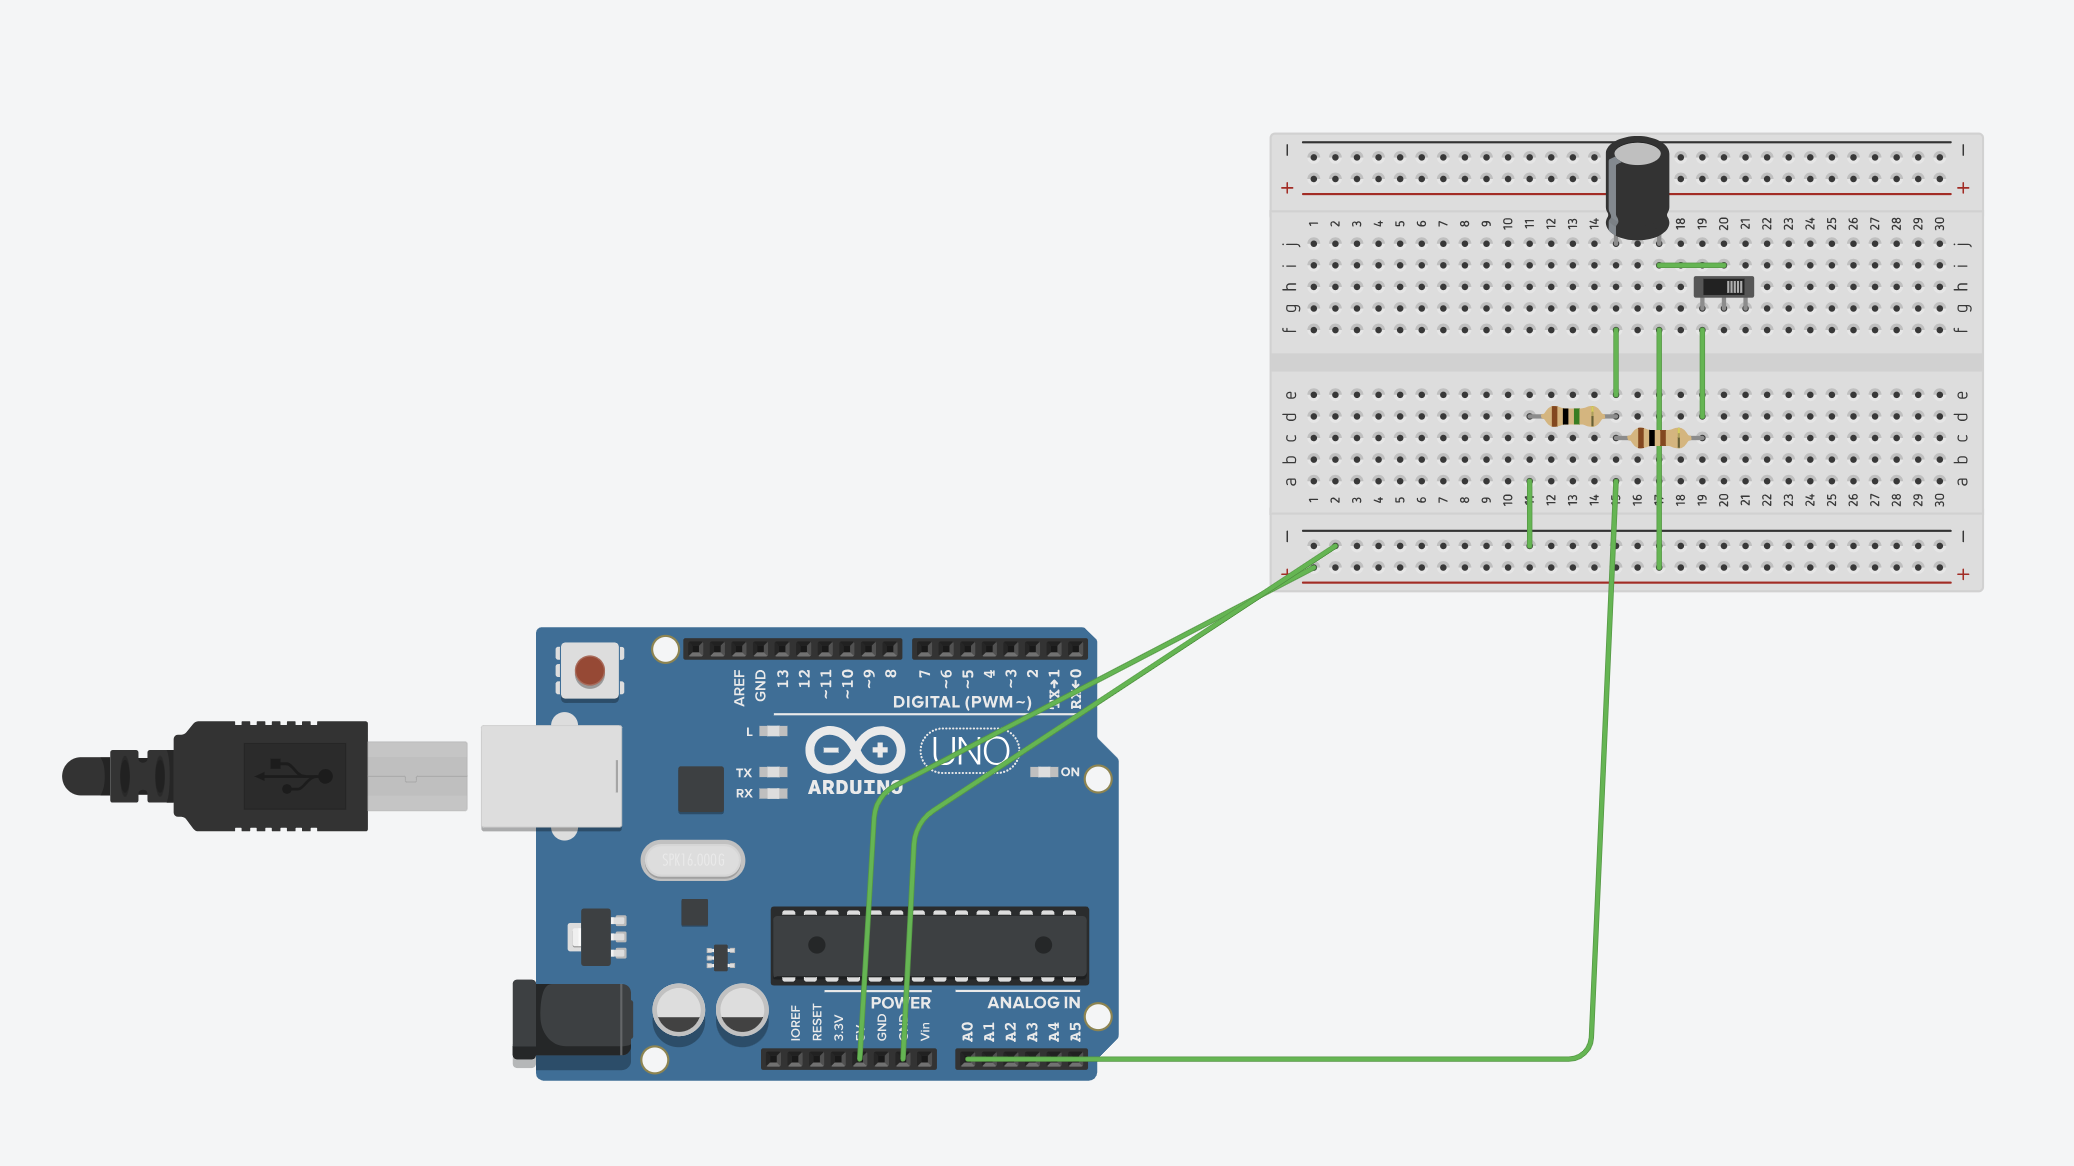 − −
+ +
1 2 3 4 5 6 7 8 9 10 11 12 13 14 18 19 20 21 22 23 24 25 26 27 28 29 30
j j
i i
h h
g g
f f
e e
d d
c c
b b
a a
1 2 3 4 5 6 7 8 9 10 11 12 13 14 15 16 17 18 19 20 21 22 23 24 25 26 27 28 29 30
− −
+ +
AREF GND 13 12 ~11 ~10 ~9 8 7 ~6 ~5 4 ~3 2 TX→1 RX←0
DIGITAL (PWM~)
L
UNO
TX
ON
ARDUINO
RX
SPK16.000G
POWER ANALOG IN
IOREF RESET 3.3V 5V GND GND Vin A0 A1 A2 A3 A4 A5